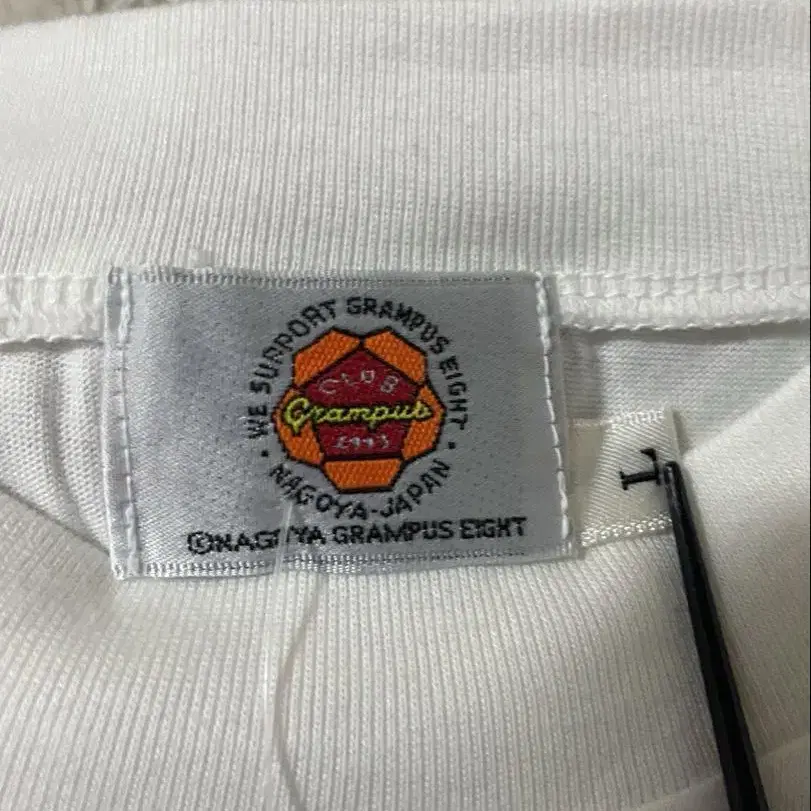 WE SUPPORT GRAMPUS EIGHT
CLUB
Grampus
1993
NAGOYA-JAPAN
©NAGOYA GRAMPUS EIGHT
L